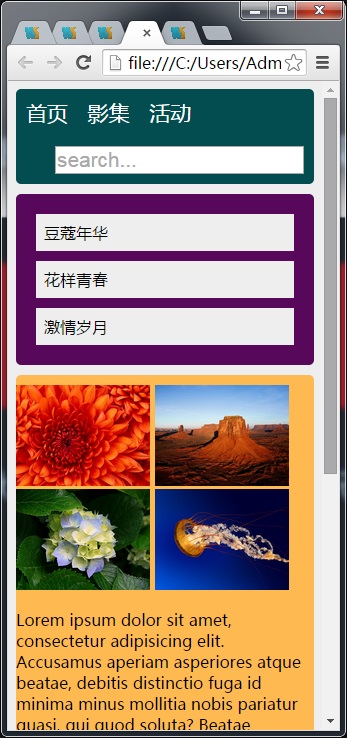 file:///C:/Users/Adm
首页 影集 活动
search...
豆蔻年华
花样青春
激情岁月
Lorem ipsum dolor sit amet,
consectetur adipisicing elit.
Accusamus aperiam asperiores atque
beatae, debitis distinctio fuga id
minima minus mollitia nobis pariatur
quasi, qui quod soluta? Beatae